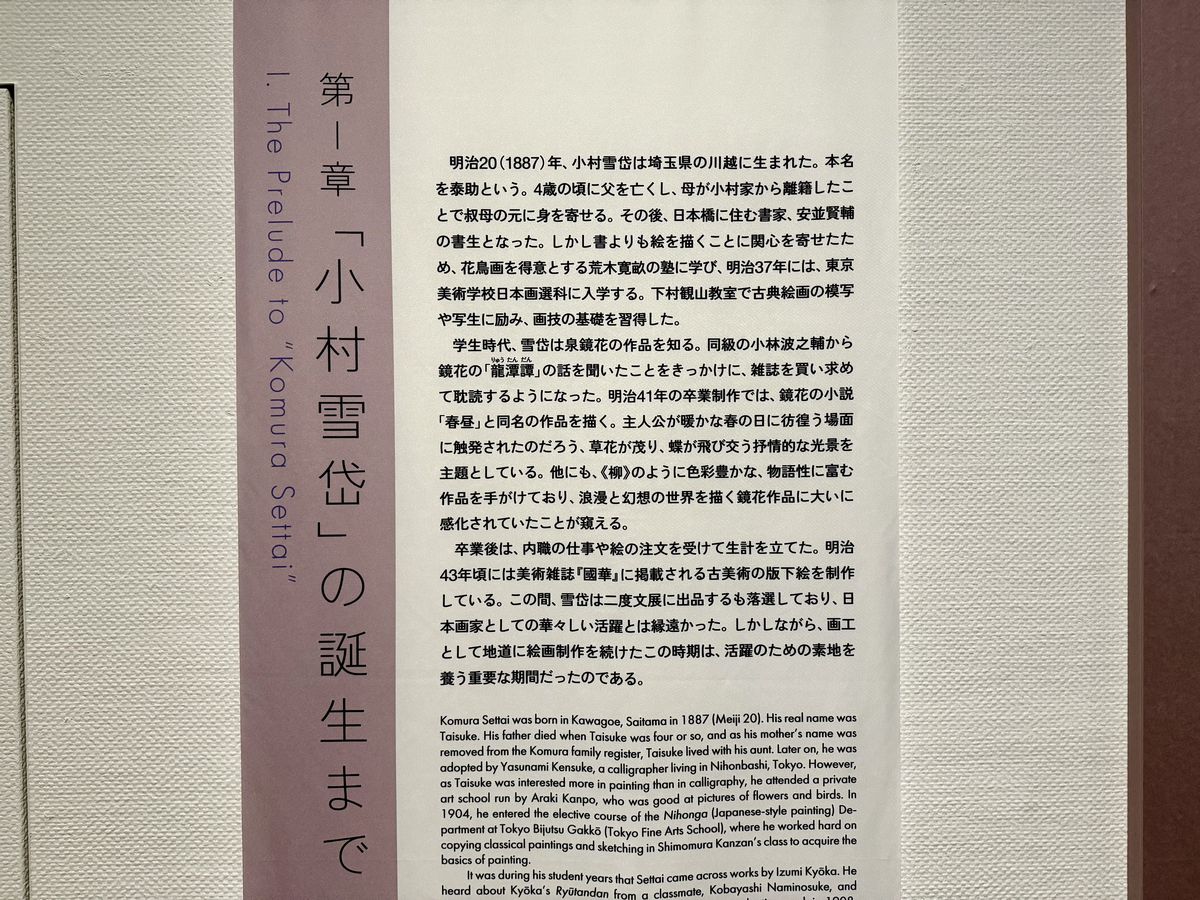 第一章 「小村雪岱」の誕生まで
I. The Prelude to “Komura Settai”
明治20（1887）年、小村雪岱は埼玉県の川越に生まれた。本名
を泰助という。4歳の頃に父を亡くし、母が小村家から離籍したこ
とで叔母の元に身を寄せる。その後、日本橋に住む書家、安並賢輔
の書生となった。しかし書よりも絵を描くことに関心を寄せたた
め、花鳥画を得意とする荒木寛畝の塾に学び、明治37年には、東京
美術学校日本画選科に入学する。下村観山教室で古典絵画の模写
や写生に励み、画技の基礎を習得した。
学生時代、雪岱は泉鏡花の作品を知る。同級の小林波之輔から
りゅう たん だん
鏡花の「龍潭譚」の話を聞いたことをきっかけに、雑誌を買い求め
て耽読するようになった。明治41年の卒業制作では、鏡花の小説
「春昼」と同名の作品を描く。主人公が暖かな春の日に彷徨う場面
に触発されたのだろう、草花が茂り、蝶が飛び交う抒情的な光景を
主題としている。他にも、《柳》のように色彩豊かな、物語性に富む
作品を手がけており、浪漫と幻想の世界を描く鏡花作品に大いに
感化されていたことが窺える。
卒業後は、内職の仕事や絵の注文を受けて生計を立てた。明治
43年頃には美術雑誌『國華』に掲載される古美術の版下絵を制作
している。この間、雪岱は二度文展に出品するも落選しており、日
本画家としての華々しい活躍とは縁遠かった。しかしながら、画工
として地道に絵画制作を続けたこの時期は、活躍のための素地を
養う重要な期間だったのである。
Komura Settai was born in Kawagoe, Saitama in 1887 (Meiji 20). His real name was
Taisuke. His father died when Taisuke was four or so, and as his mother’s name was
removed from the Komura family register, Taisuke lived with his aunt. Later on, he was
adopted by Yasunami Kensuke, a calligrapher living in Nihonbashi, Tokyo. However,
as Taisuke was interested more in painting than in calligraphy, he attended a private
art school run by Araki Kanpo, who was good at pictures of flowers and birds. In
1904, he entered the elective course of the Nihonga (Japanese-style painting) De-
partment at Tokyo Bijutsu Gakkō (Tokyo Fine Arts School), where he worked hard on
copying classical paintings and sketching in Shimomura Kanzan’s class to acquire the
basics of painting.
It was during his student years that Settai came across works by Izumi Kyōka. He
heard about Kyōka’s Ryūtandan from a classmate, Kobayashi Naminosuke, and